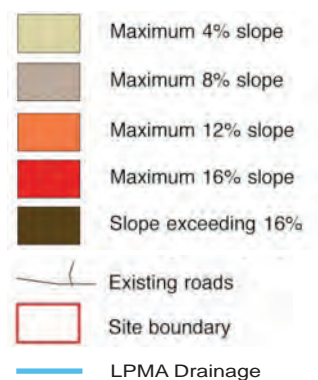 Maximum 4% slope
Maximum 8% slope
Maximum 12% slope
Maximum 16% slope
Slope exceeding 16%
Existing roads
Site boundary
LPMA Drainage